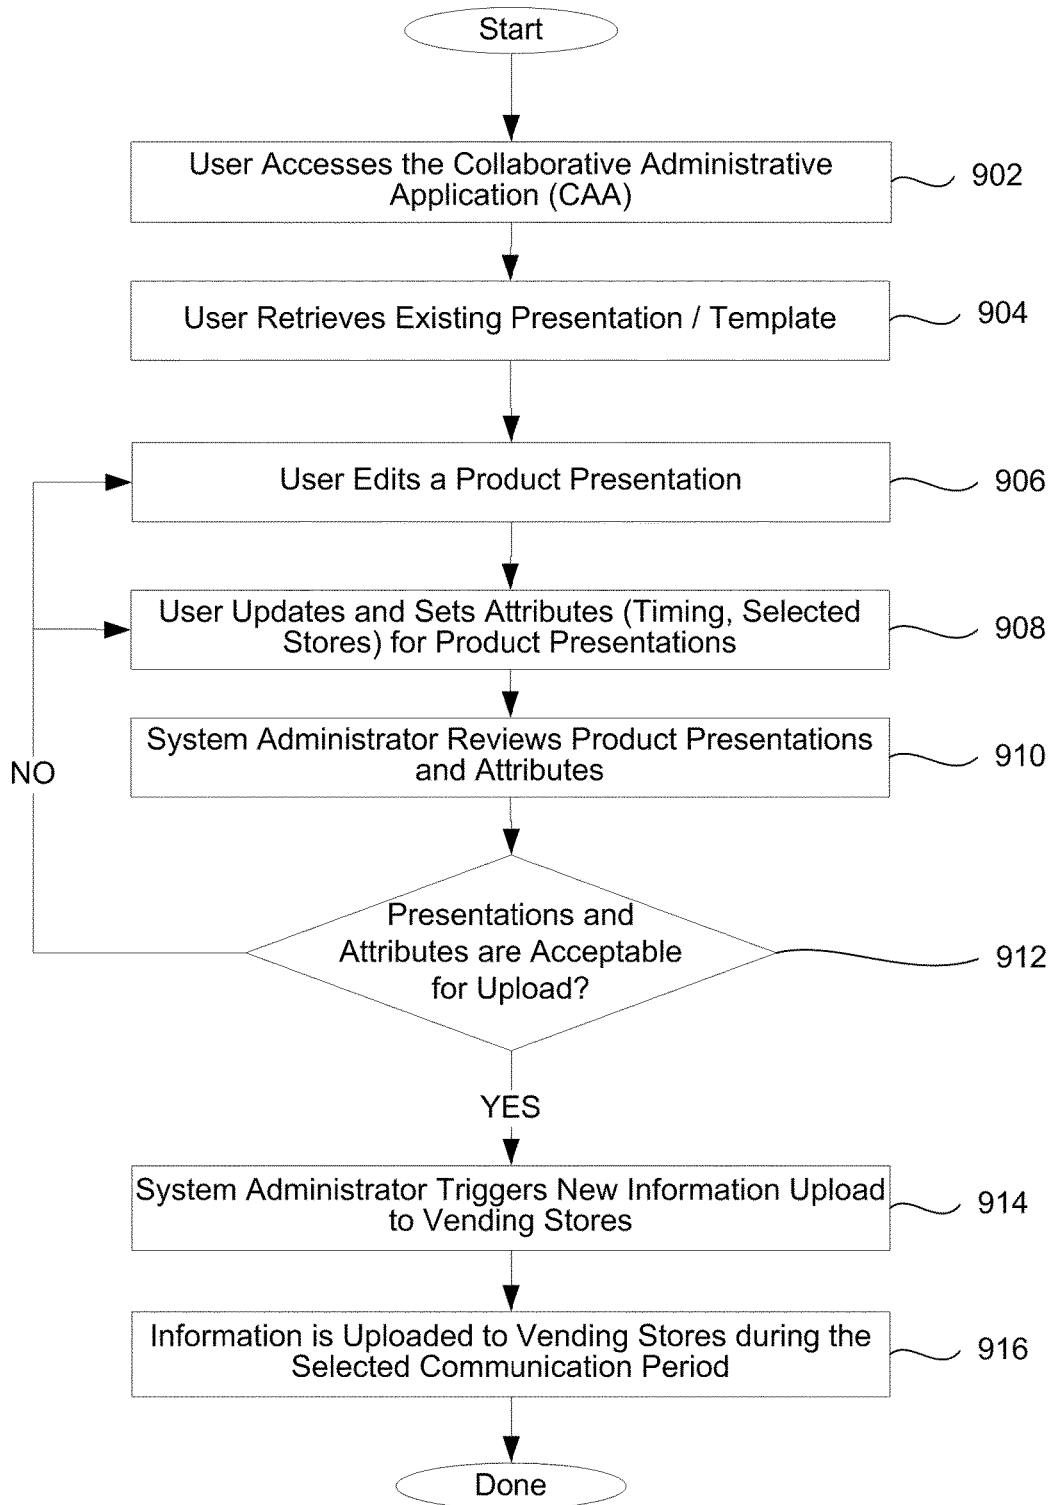 Start
User Accesses the Collaborative Administrative
Application (CAA)
902
User Retrieves Existing Presentation / Template
904
User Edits a Product Presentation
906
User Updates and Sets Attributes (Timing, Selected
Stores) for Product Presentations
908
System Administrator Reviews Product Presentations
and Attributes
910
NO
Presentations and
Attributes are Acceptable
for Upload?
912
YES
System Administrator Triggers New Information Upload
to Vending Stores
914
Information is Uploaded to Vending Stores during the
Selected Communication Period
916
Done